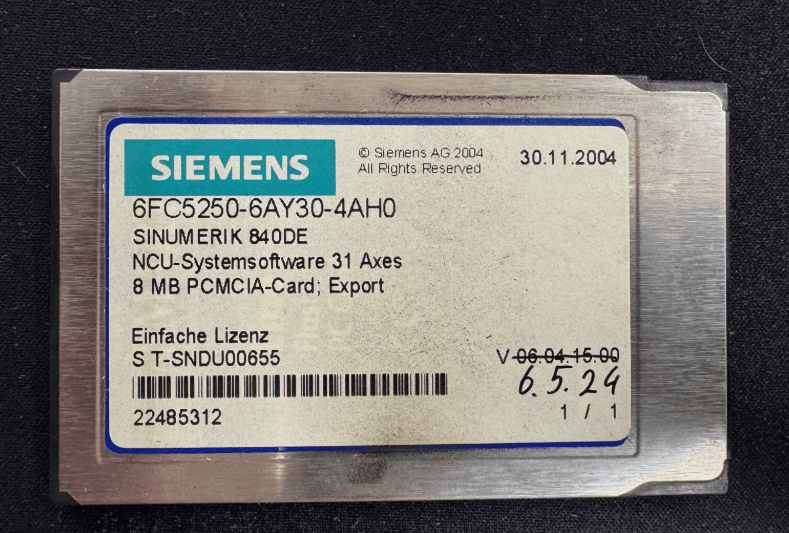 SIEMENS
© Siemens AG 2004
All Rights Reserved
30.11.2004
6FC5250-6AY30-4AH0
SINUMERIK 840DE
NCU-Systemsoftware 31 Axes
8 MB PCMCIA-Card; Export
Einfache Lizenz
S T-SNDU00655
V 06.04.15.00
6.5.24
22485312
1 / 1